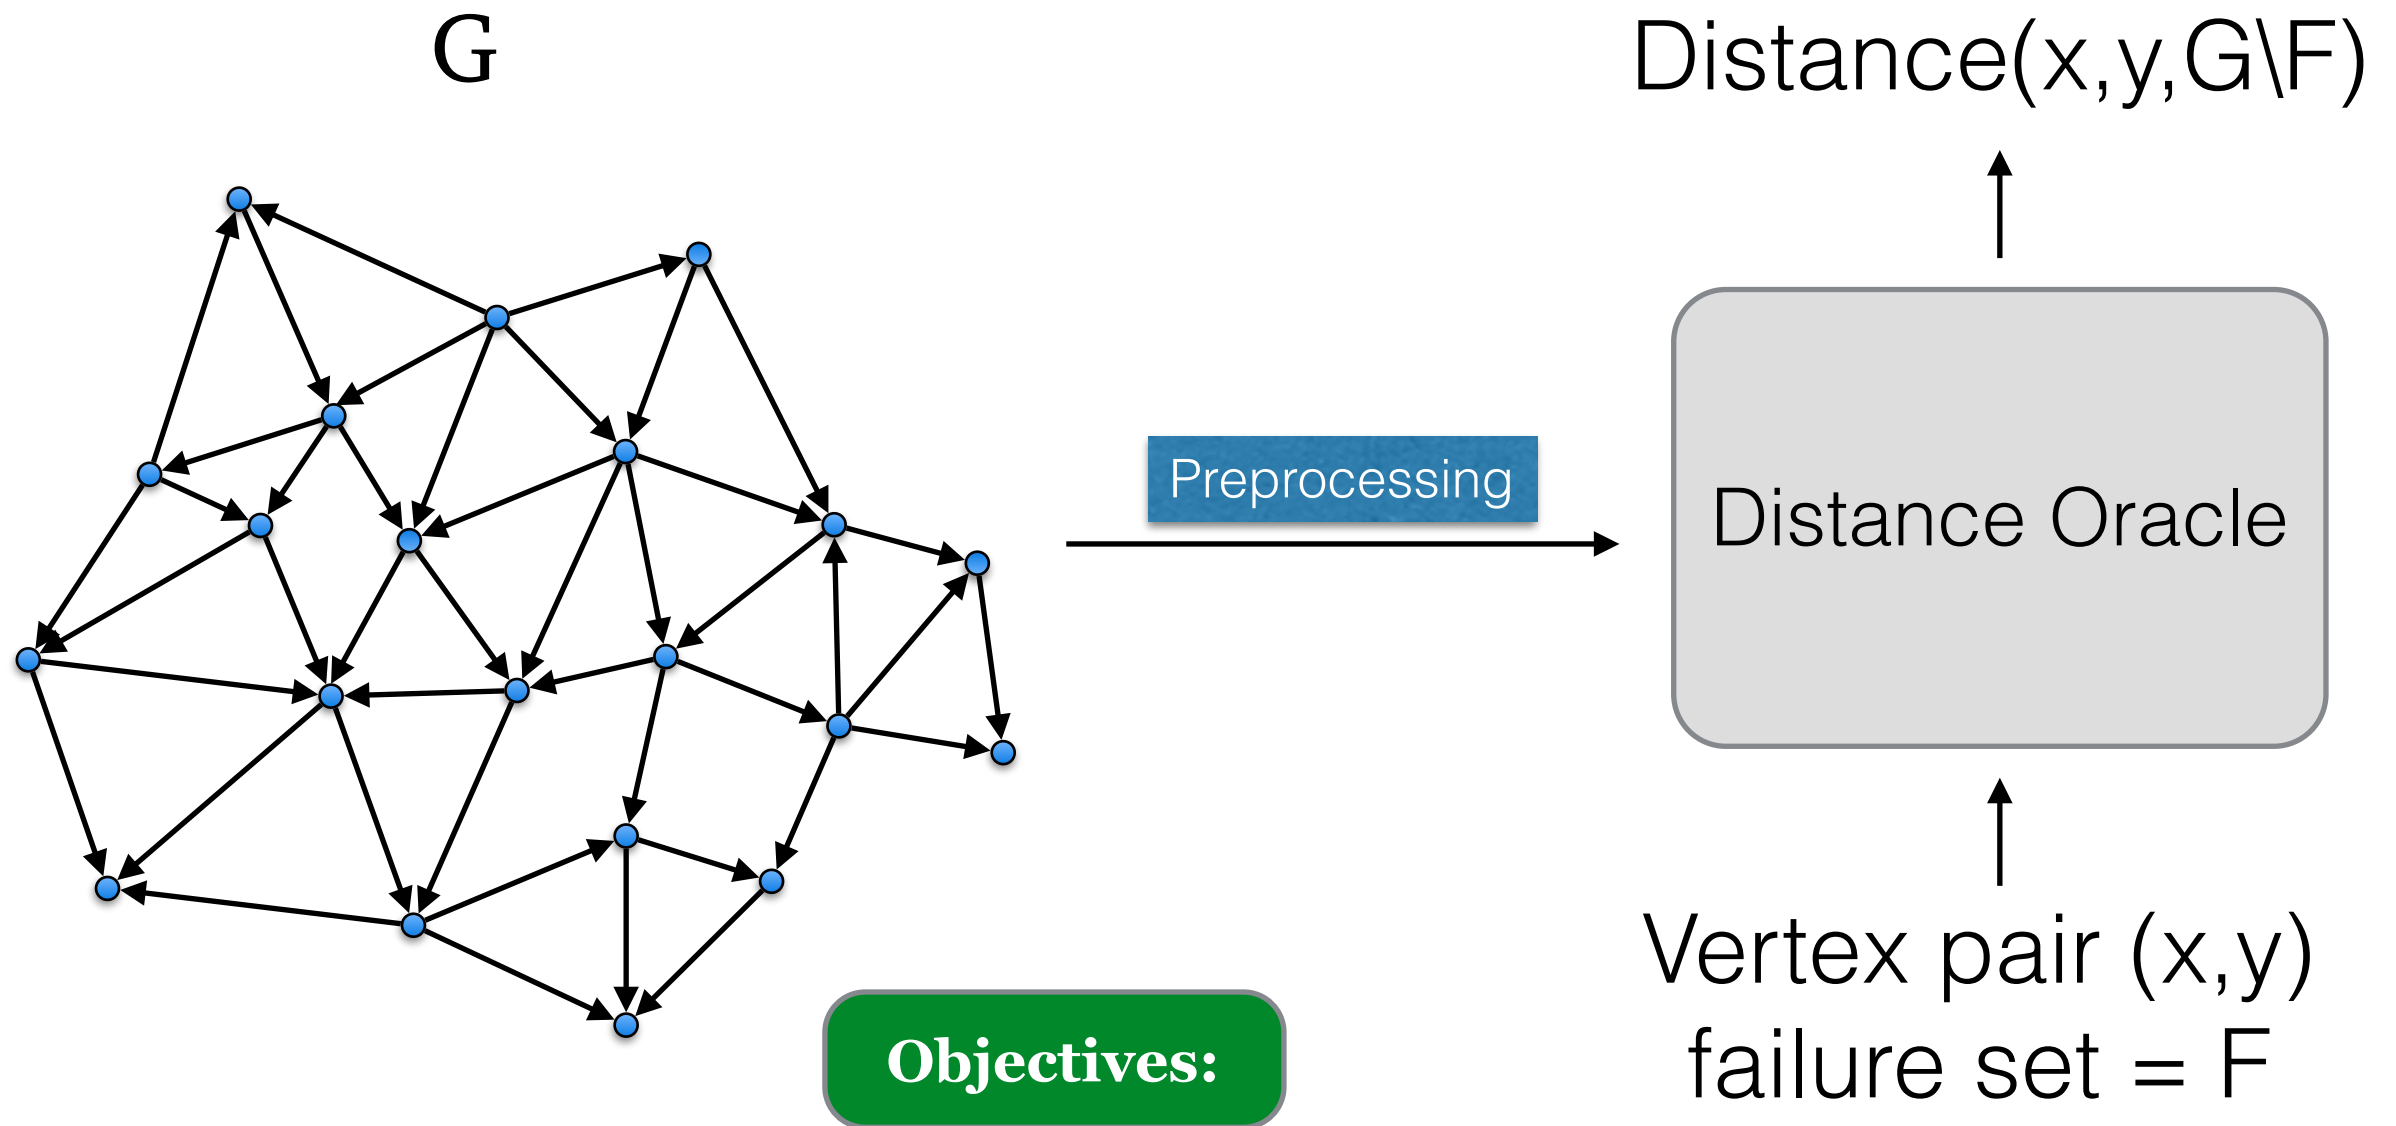 G
Distance(x,y,G\F)
Preprocessing
Distance Oracle
Vertex pair (x,y)
failure set = F
Objectives: